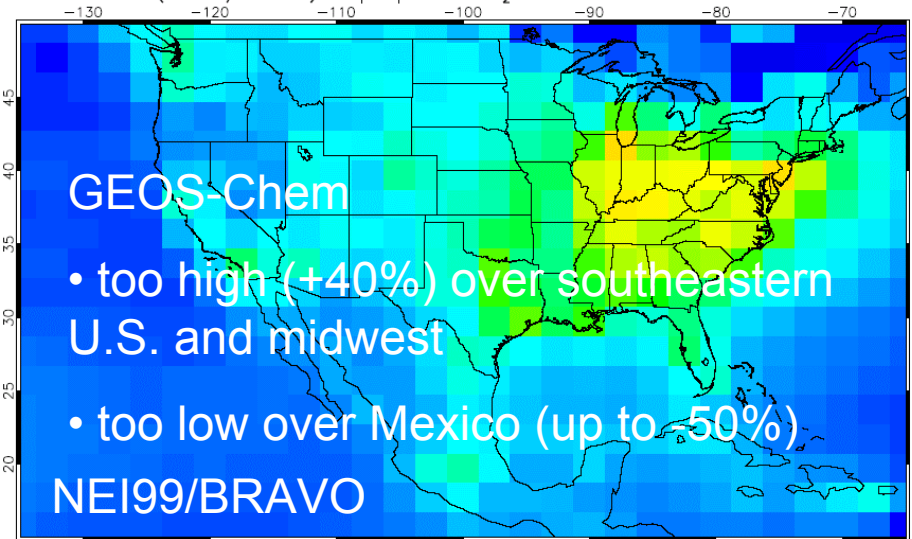 -130 -120 -110 -100 -90 -80 -70
45
40
35
30
25
20
GEOS-Chem
• too high (+40%) over southeastern
U.S. and midwest
• too low over Mexico (up to -50%)
NEI99/BRAVO